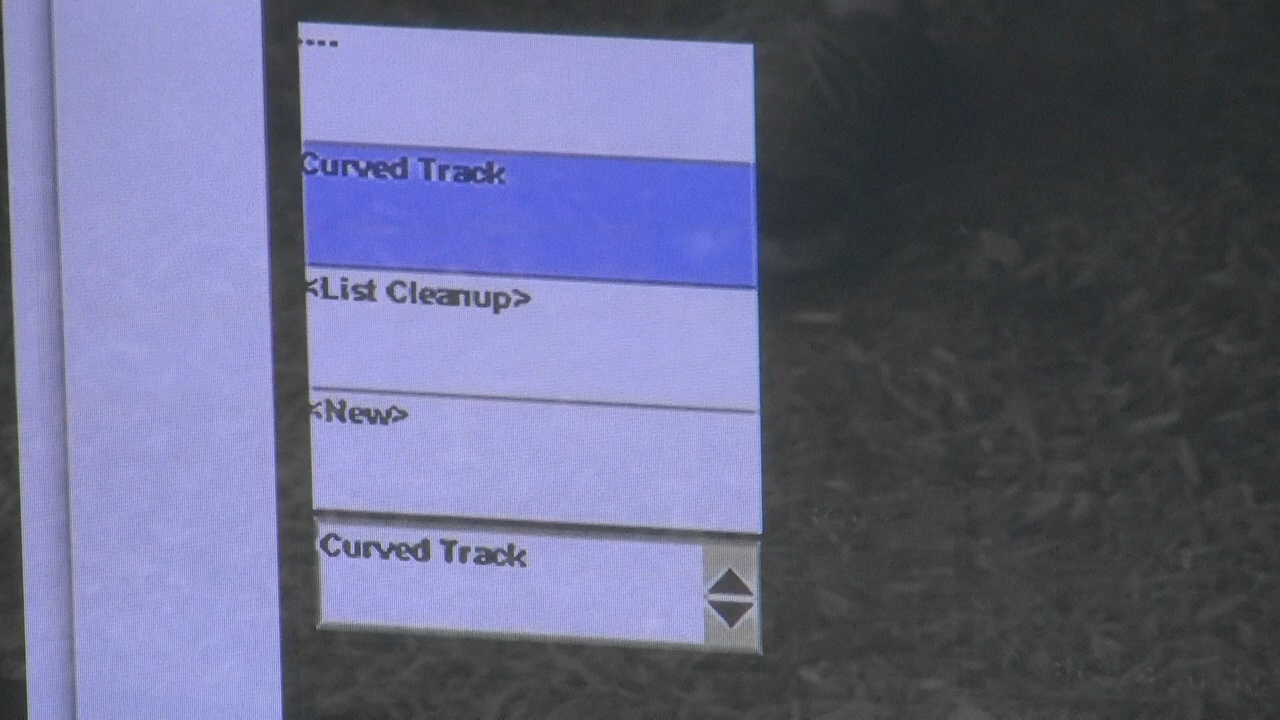 ----
Curved Track
<List Cleanup>
<New>
Curved Track